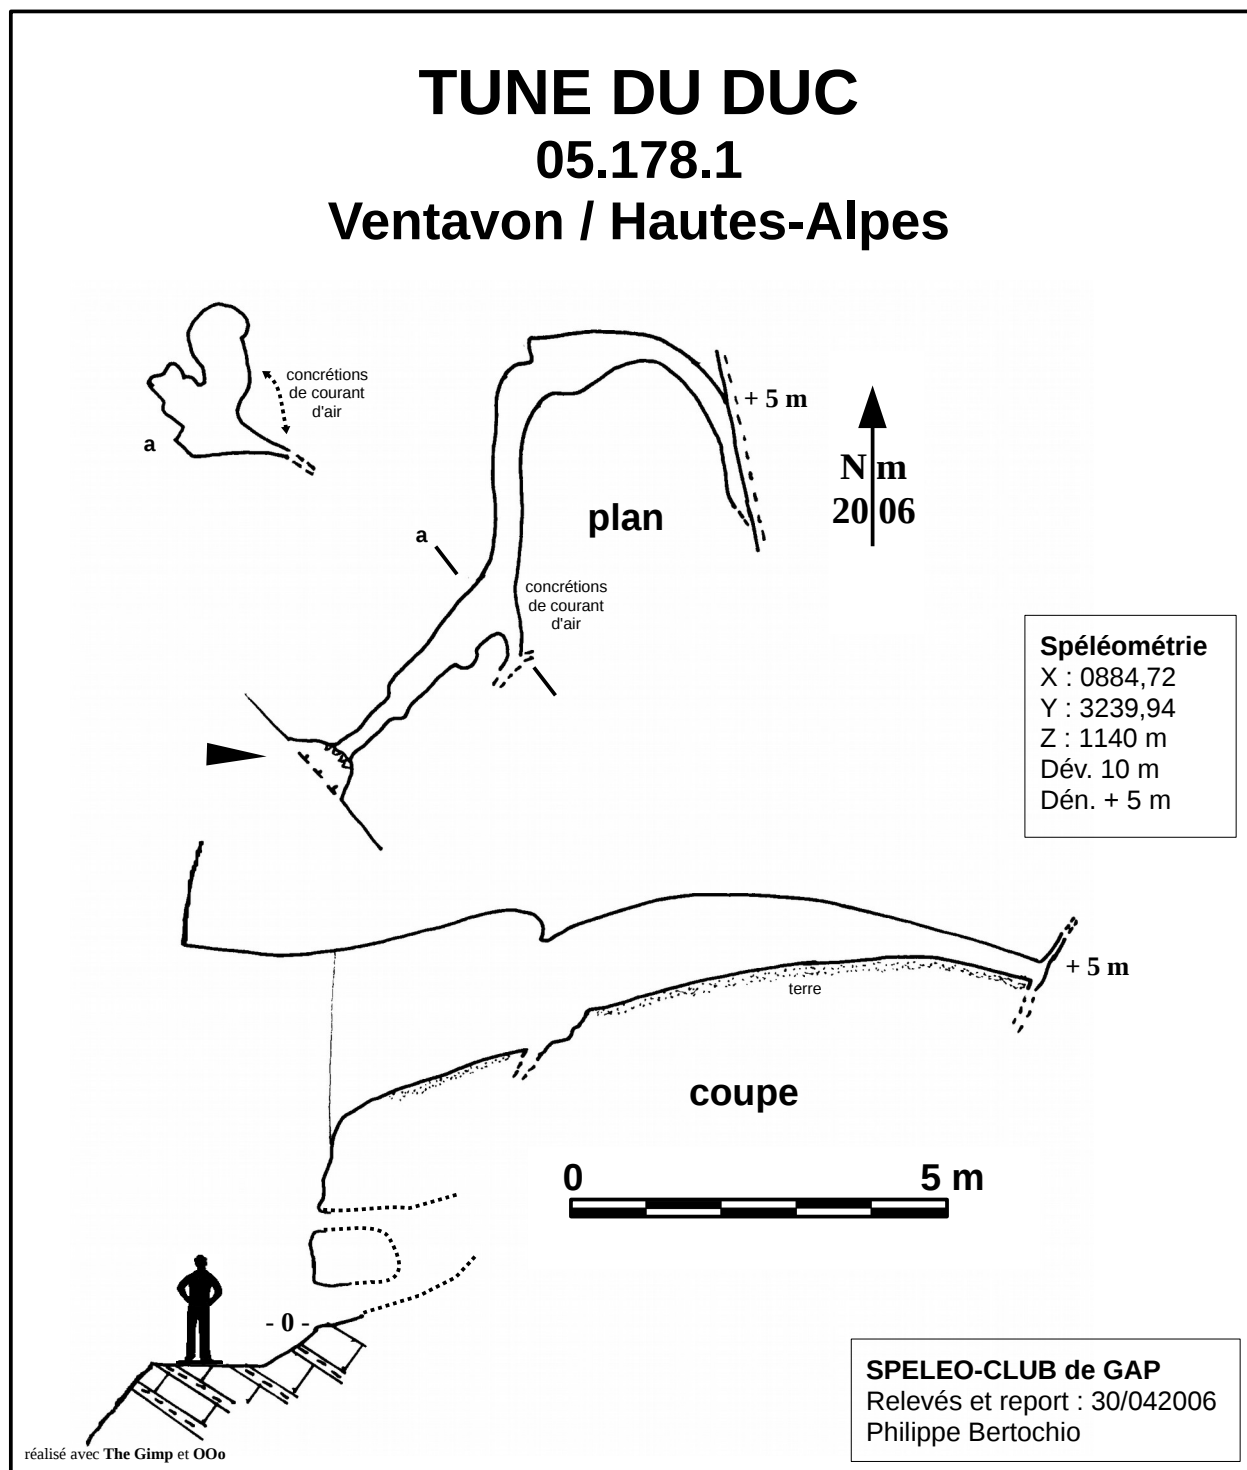 TUNE DU DUC
05.178.1
Ventavon / Hautes-Alpes
concrétions
de courant
d'air
a
+ 5 m
N m
20 06
plan
a
concrétions
de courant
d'air
Spéléométrie
X : 0884,72
Y : 3239,94
Z : 1140 m
Dév. 10 m
Dén. + 5 m
+ 5 m
terre
coupe
0 5 m
- 0 -
SPELEO-CLUB de GAP
Relevés et report : 30/042006
Philippe Bertochio
réalisé avec The Gimp et OOo